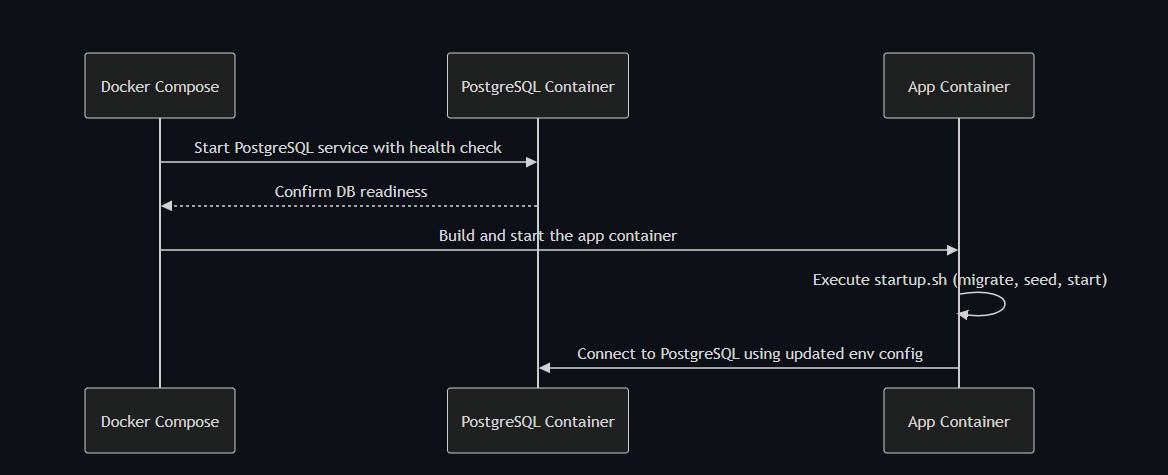 Docker Compose
PostgreSQL Container
App Container
Start PostgreSQL service with health check
Confirm DB readiness
Build and start the app container
Execute startup.sh (migrate, seed, start)
Connect to PostgreSQL using updated env config
Docker Compose
PostgreSQL Container
App Container